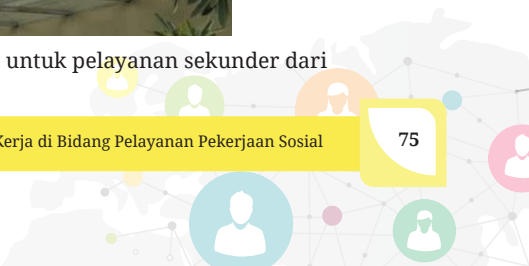 untuk pelayanan sekunder dari
Kerja di Bidang Pelayanan Pekerjaan Sosial
75